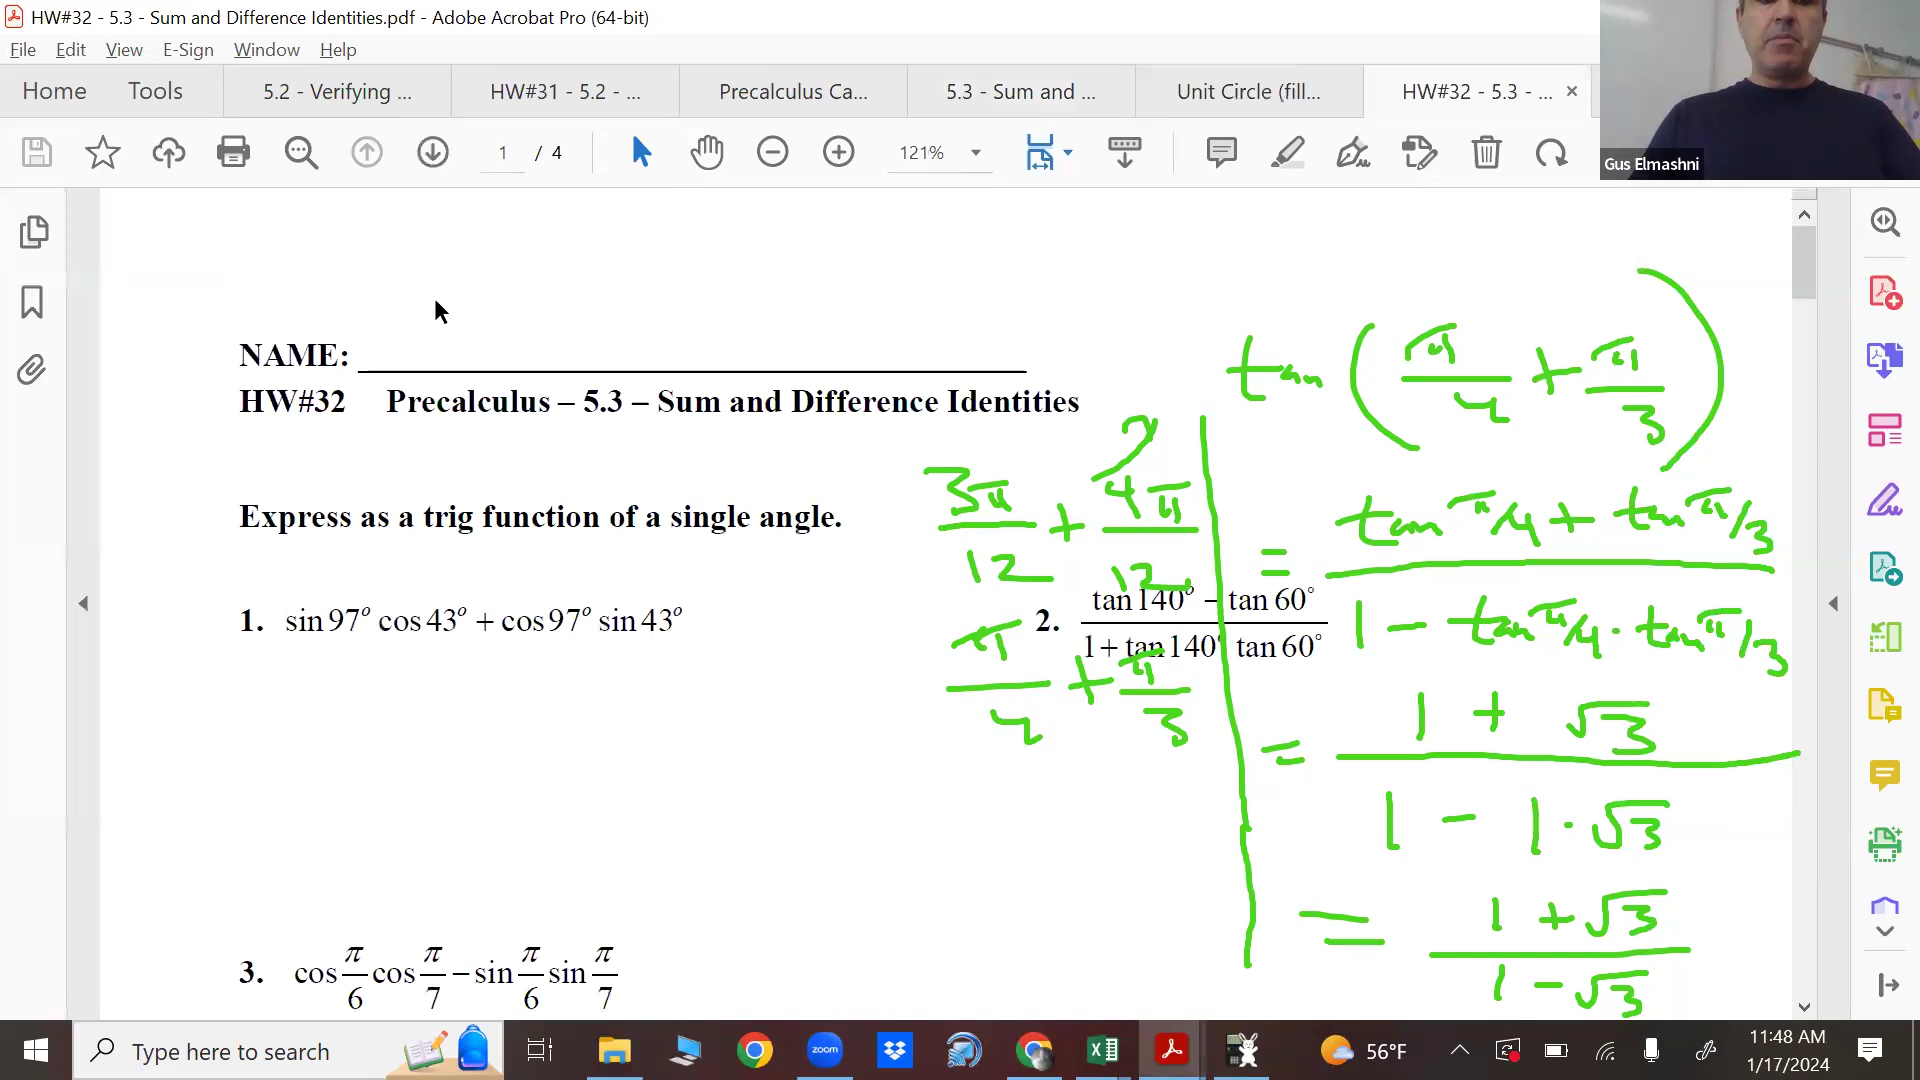 HW#32 - 5.3 - Sum and Difference Identities.pdf - Adobe Acrobat Pro (64-bit)
File Edit View E-Sign Window Help
Home Tools 5.2 - Verifying ... HW#31 - 5.2 - ... Precalculus Ca... 5.3 - Sum and ... Unit Circle (fill... HW#32 - 5.3 - ... ×
1 / 4 121%
Gus Elmashni
NAME:
HW#32 Precalculus – 5.3 – Sum and Difference Identities
Express as a trig function of a single angle.
1. sin 97° cos 43° + cos 97° sin 43°
2. (tan 140° – tan 60°) / (1 + tan 140° tan 60°)
3. cos π/6 cos π/7 – sin π/6 sin π/7
3π/12 + 4π/12
π/4 + π/3
tan (π/4 + π/3)
= (tan π/4 + tan π/3) / (1 – tan π/4 · tan π/3)
= (1 + √3) / (1 – 1 · √3)
= (1 + √3) / (1 – √3)
Type here to search
zoom
56°F
11:48 AM
1/17/2024